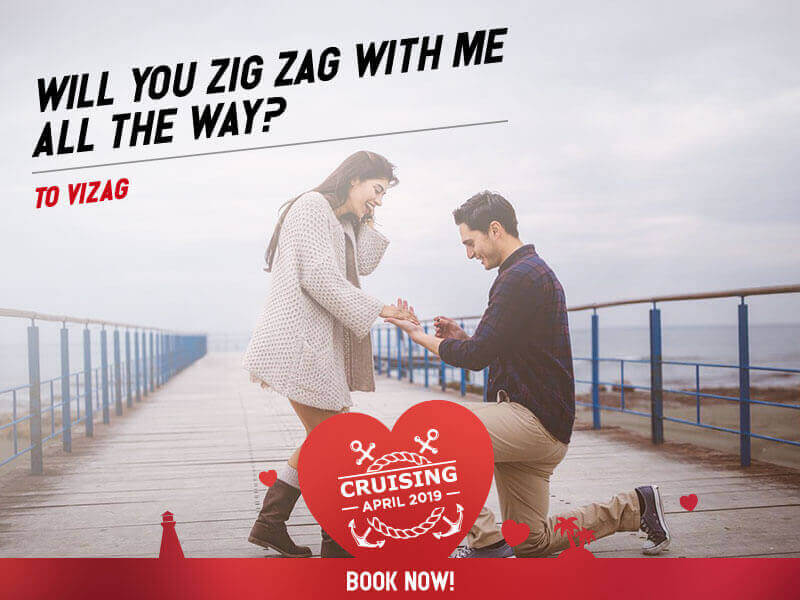 WILL YOU ZIG ZAG WITH ME
ALL THE WAY?
TO VIZAG
CRUISING
APRIL 2019
BOOK NOW!